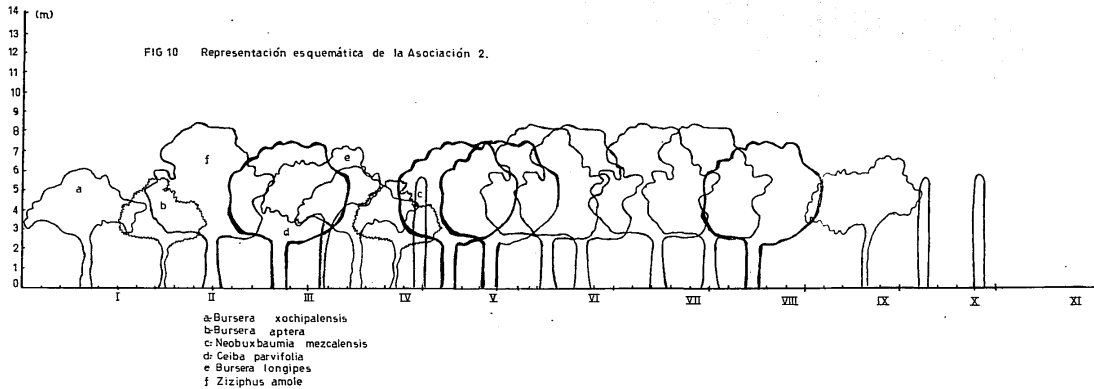 14 (m)
13
12
11
10
9
8
7
6
5
4
3
2
1
0
FIG 10 Representación esquemática de la Asociación 2.
a
b
f
d
e
c
I II III IV V VI VII VIII IX X XI
a-Bursera xochipalensis
b-Bursera aptera
c-Neobuxbaumia mezcalensis
d-Ceiba parvifolia
e Bursera longipes
f Ziziphus amole